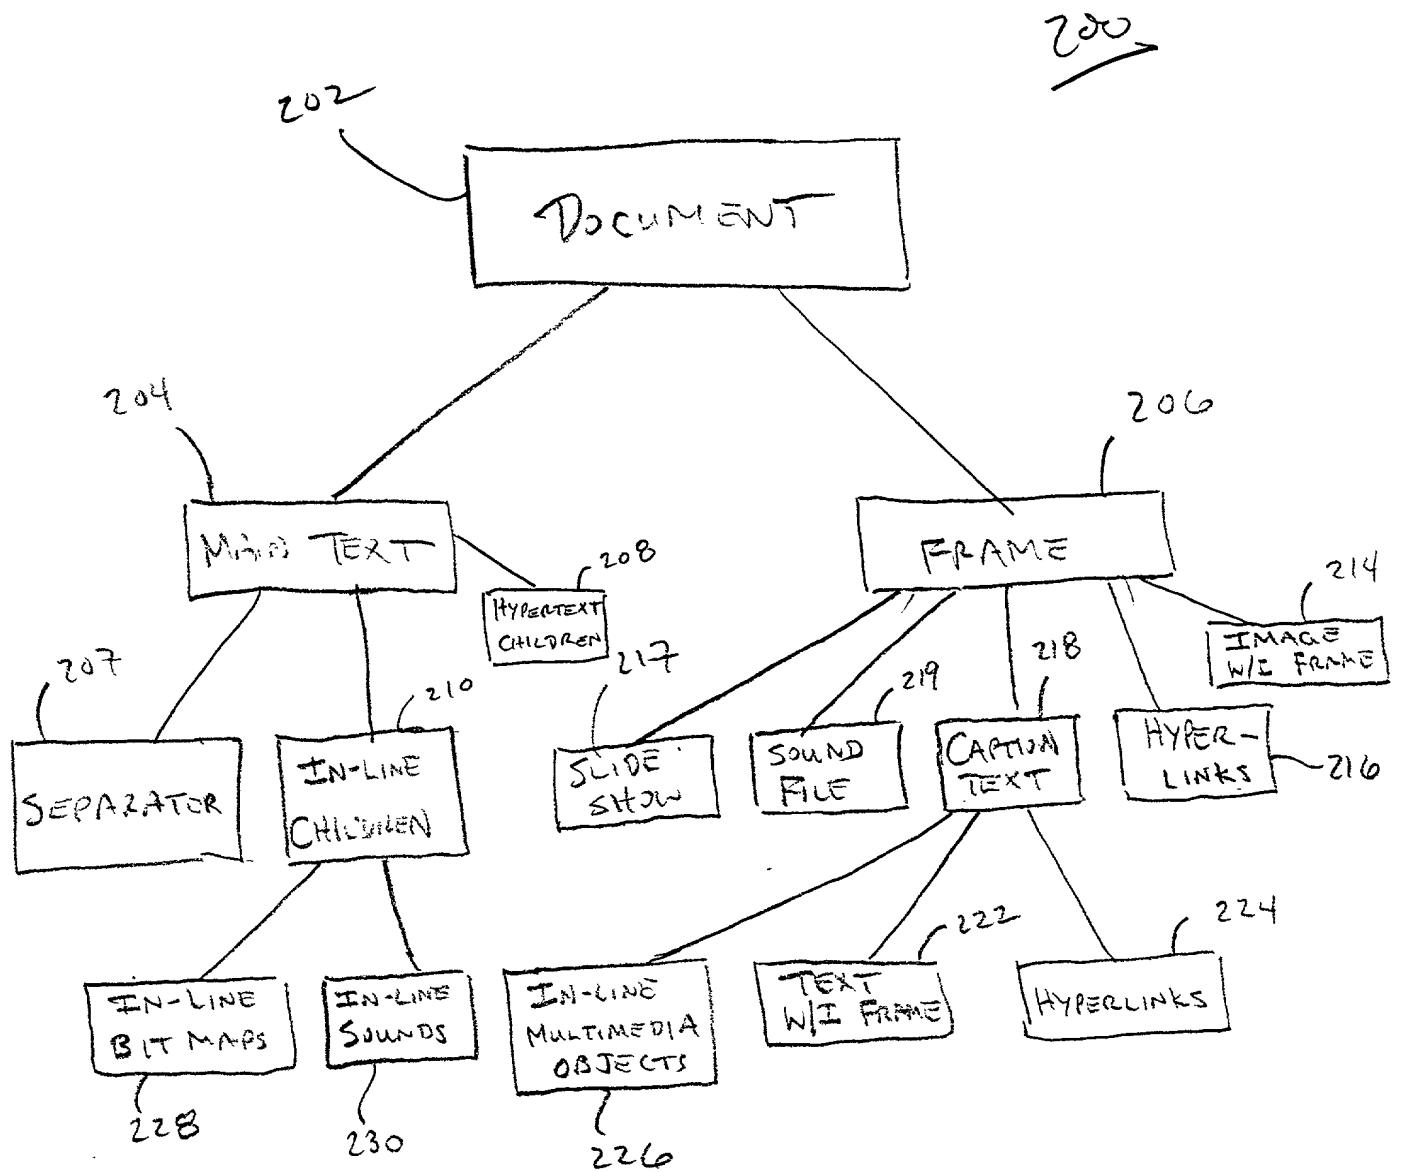 200
202
DOCUMENT
204
206
MAIN TEXT
FRAME
208
HYPERTEXT
CHILDREN
214
IMAGE
W/I FRAME
207
SEPARATOR
210
IN-LINE
CHILDREN
217
SLIDE
SHOW
219
SOUND
FILE
218
CAPTION
TEXT
HYPER-
LINKS
216
IN-LINE
BIT MAPS
228
IN-LINE
SOUNDS
230
IN-LINE
MULTIMEDIA
OBJECTS
226
222
TEXT
W/I FRAME
224
HYPERLINKS